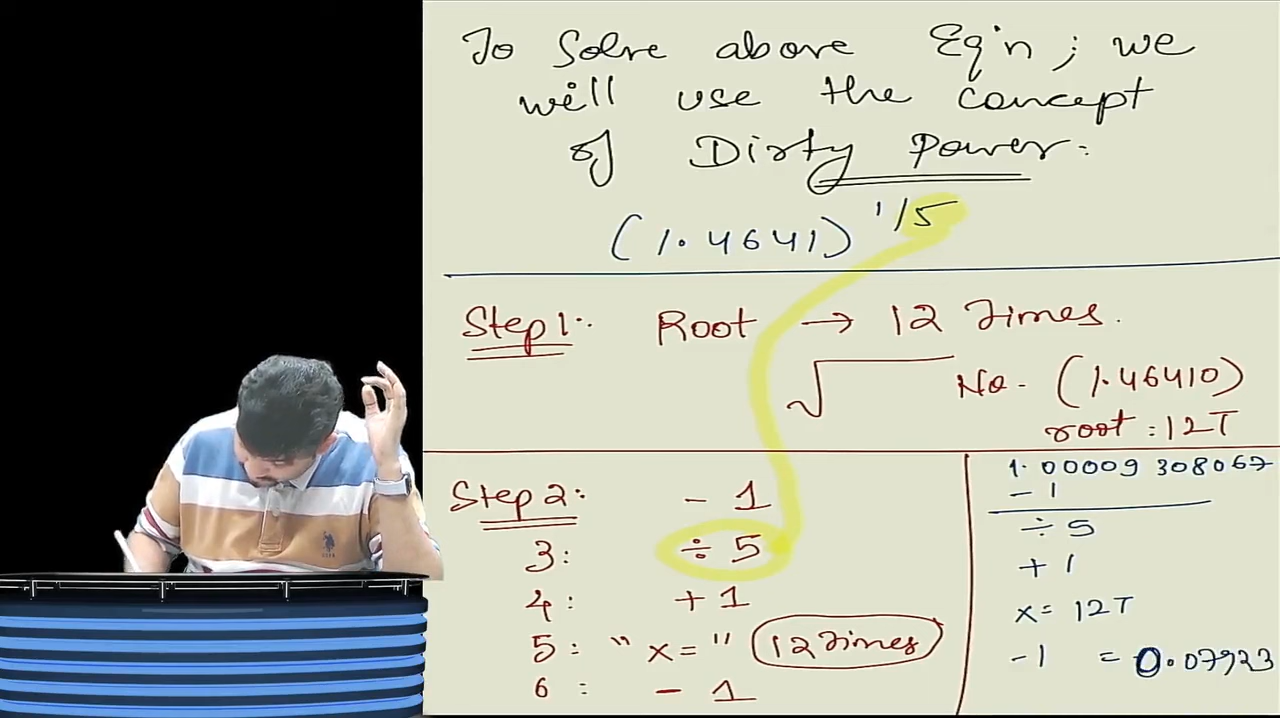 To Solve above Eq'n ; we
will use the concept
of Dirty Power:
(1.4641) 1/5
Step 1: Root → 12 Times.
√ No. (1.46410)
root : 12T
Step 2: - 1
3: ÷ 5
4: + 1
5: " x = " 12 Times
6: - 1
1.00009308067
- 1
÷ 5
+ 1
x = 12T
- 1 = 0.07923